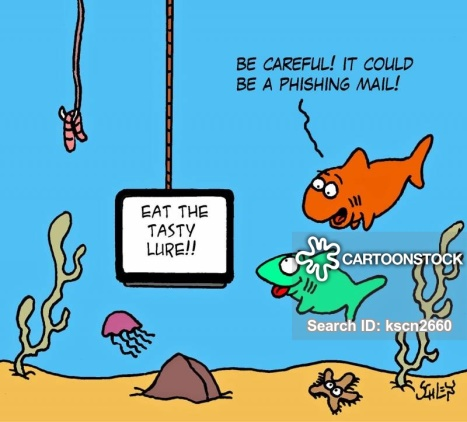 BE CAREFUL! IT COULD
BE A PHISHING MAIL!
EAT THE
TASTY
LURE!!
CARTOONSTOCK
Search ID: kscn2660